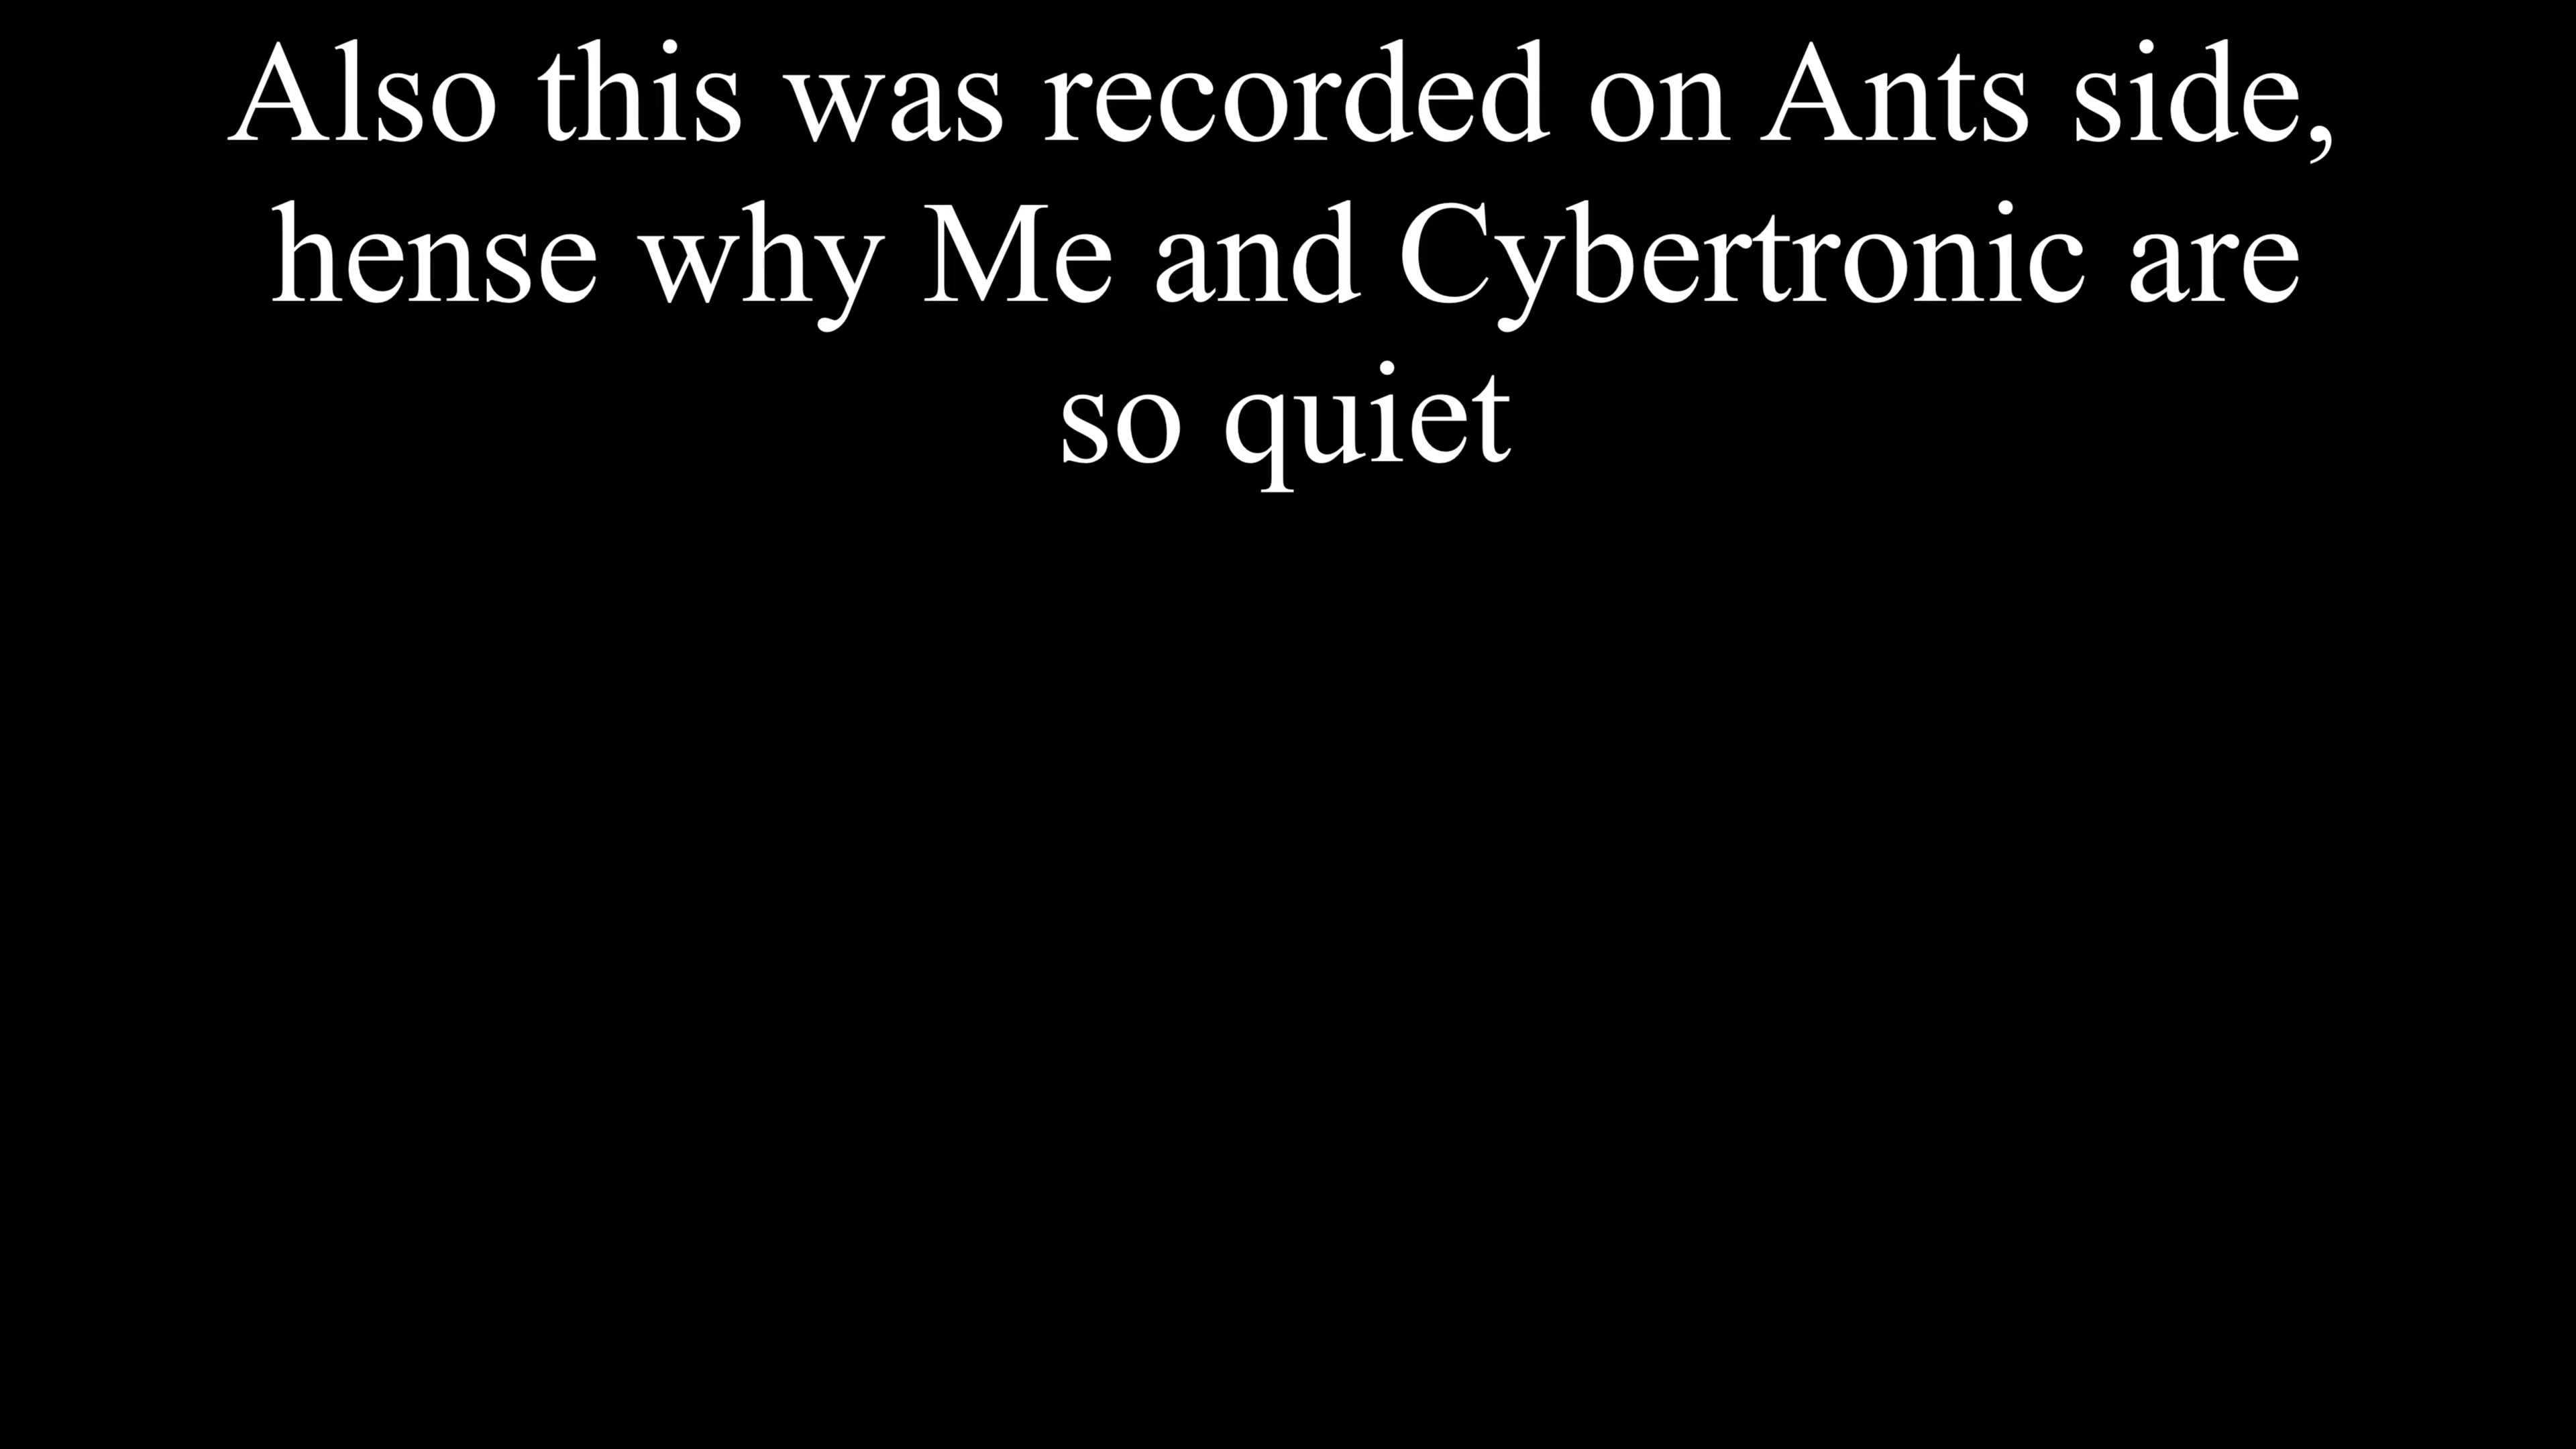 Also this was recorded on Ants side,
hense why Me and Cybertronic are
so quiet